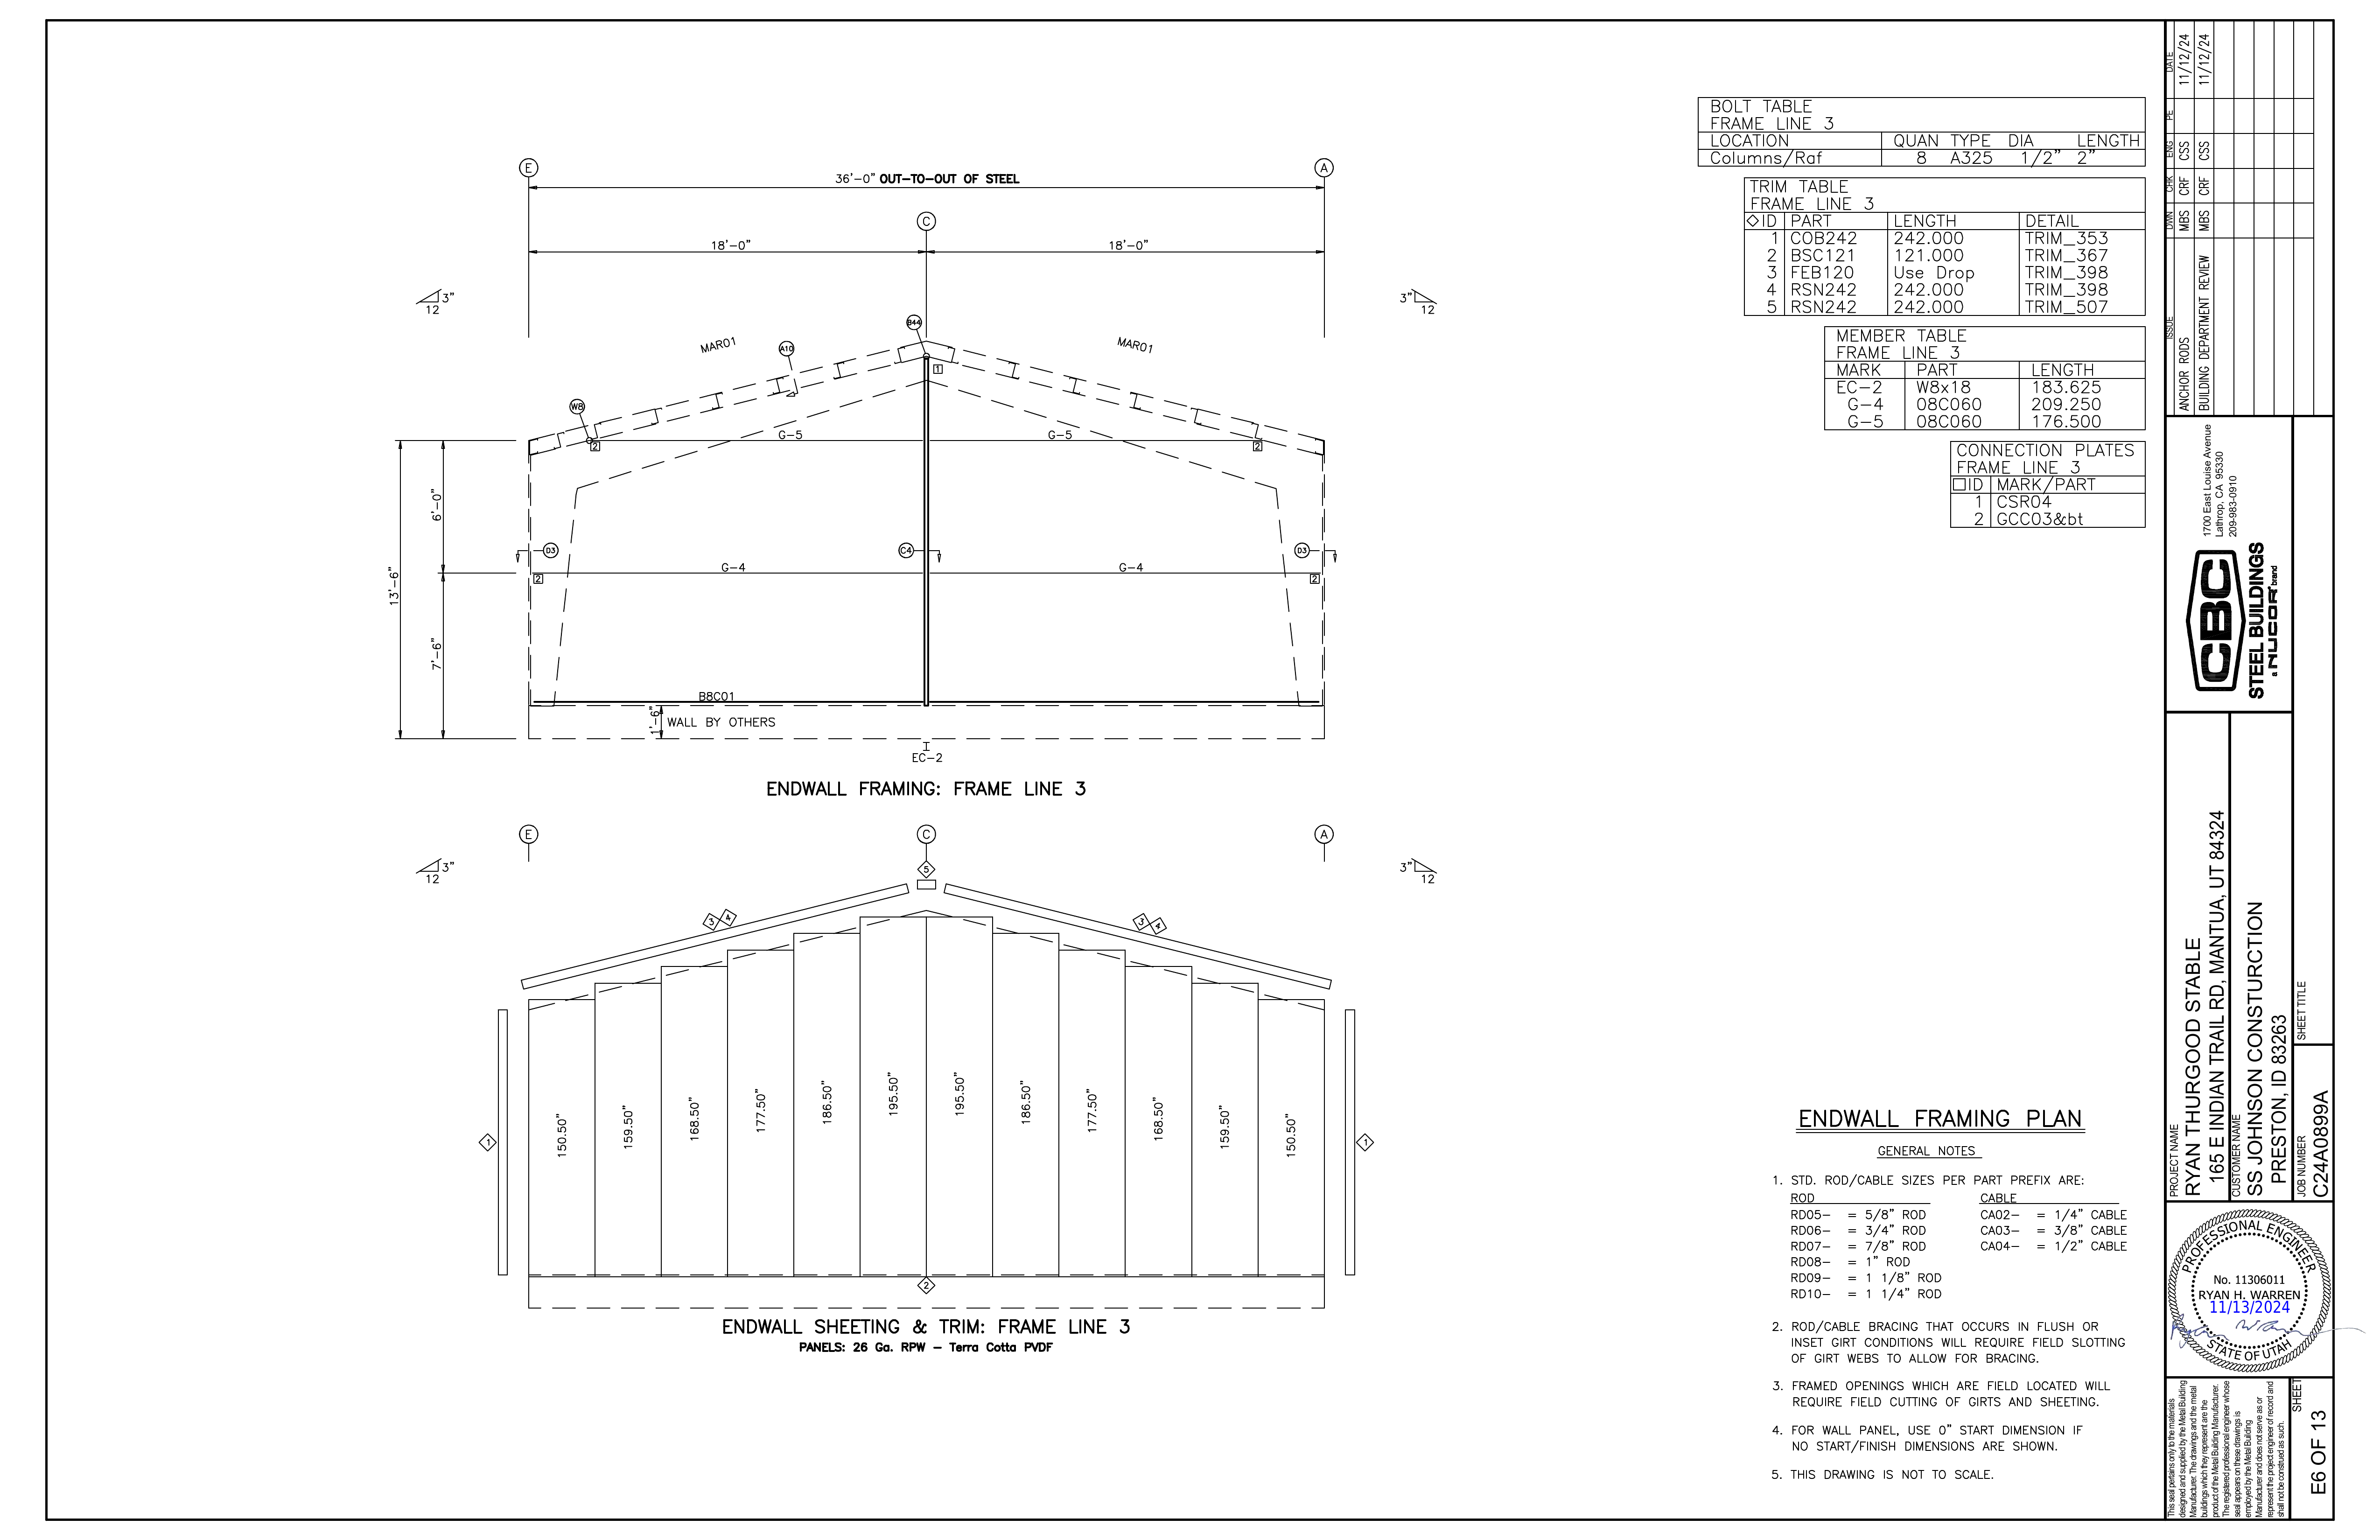 BOLT TABLE
FRAME LINE 3
LOCATION QUAN TYPE DIA LENGTH
Columns/Raf 8 A325 1/2" 2"
TRIM TABLE
FRAME LINE 3
◇ID PART LENGTH DETAIL
1 COB242 242.000 TRIM_353
2 BSC121 121.000 TRIM_367
3 FEB120 Use Drop TRIM_398
4 RSN242 242.000 TRIM_398
5 RSN242 242.000 TRIM_507
MEMBER TABLE
FRAME LINE 3
MARK PART LENGTH
EC-2 W8x18 183.625
G-4 08C060 209.250
G-5 08C060 176.500
CONNECTION PLATES
FRAME LINE 3
□ID MARK/PART
1 CSR04
2 GCC03&bt
E A
36'-0" OUT-TO-OUT OF STEEL
C
18'-0" 18'-0"
3" 3"
12 12
B44
MAR01 A10 MAR01
1
W8
G-5 G-5
2 2
6'-0"
D3 C4 D3
13'-6"
G-4 G-4
2 2
7'-6"
B8C01
1'-6" WALL BY OTHERS
EC-2
ENDWALL FRAMING: FRAME LINE 3
E C A
3" 5 3"
12 12
3 4 3 4
150.50" 159.50" 168.50" 177.50" 186.50" 195.50" 195.50" 186.50" 177.50" 168.50" 159.50" 150.50"
1 1
2
ENDWALL SHEETING & TRIM: FRAME LINE 3
PANELS: 26 Ga. RPW - Terra Cotta PVDF
ENDWALL FRAMING PLAN
GENERAL NOTES
1. STD. ROD/CABLE SIZES PER PART PREFIX ARE:
ROD CABLE
RD05- = 5/8" ROD CA02- = 1/4" CABLE
RD06- = 3/4" ROD CA03- = 3/8" CABLE
RD07- = 7/8" ROD CA04- = 1/2" CABLE
RD08- = 1" ROD
RD09- = 1 1/8" ROD
RD10- = 1 1/4" ROD
2. ROD/CABLE BRACING THAT OCCURS IN FLUSH OR
INSET GIRT CONDITIONS WILL REQUIRE FIELD SLOTTING
OF GIRT WEBS TO ALLOW FOR BRACING.
3. FRAMED OPENINGS WHICH ARE FIELD LOCATED WILL
REQUIRE FIELD CUTTING OF GIRTS AND SHEETING.
4. FOR WALL PANEL, USE 0" START DIMENSION IF
NO START/FINISH DIMENSIONS ARE SHOWN.
5. THIS DRAWING IS NOT TO SCALE.
ISSUE DWN CHK ENG PE DATE
ANCHOR RODS MBS CRF CSS 11/12/24
BUILDING DEPARTMENT REVIEW MBS CRF CSS 11/12/24
1700 East Louise Avenue
Lathrop, CA 95330
209-983-0910
CBC
STEEL BUILDINGS
a NUCOR® brand
PROJECT NAME
RYAN THURGOOD STABLE
165 E INDIAN TRAIL RD, MANTUA, UT 84324
CUSTOMER NAME
SS JOHNSON CONSTURCTION
PRESTON, ID 83263
JOB NUMBER
C24A0899A
SHEET TITLE
PROFESSIONAL ENGINEER
No. 11306011
RYAN H. WARREN
11/13/2024
STATE OF UTAH
This seal pertains only to the materials
designed and supplied by the Metal Building
Manufacturer. The drawings and the metal
buildings which they represent are the
product of the Metal Building Manufacturer.
The registered professional engineer whose
seal appears on these drawings is
employed by the Metal Building
Manufacturer and does not serve as or
represent the project engineer of record and
shall not be construed as such.
SHEET
E6 OF 13